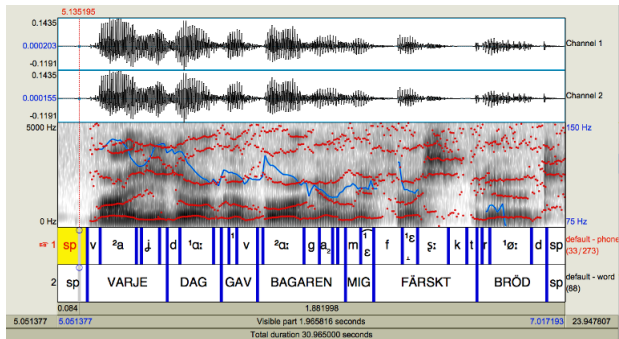 5.135195
0.1435
0.000203
-0.1191
Channel 1
0.1435
0.000155
-0.1191
Channel 2
5000 Hz
150 Hz
0 Hz
75 Hz
1 sp v ²a d ¹ɑː ¹ v ²ɑː g a₂ m ¹ɛ f ¹ɛ ʂː k t r ¹øː d sp
default - phone
(33/273)
2 sp VARJE DAG GAV BAGAREN MIG FÄRSKT BRÖD sp
default - word
(88)
0.084 1.881998
5.051377 5.051377 Visible part 1.965816 seconds 7.017193 23.947807
Total duration 30.965000 seconds